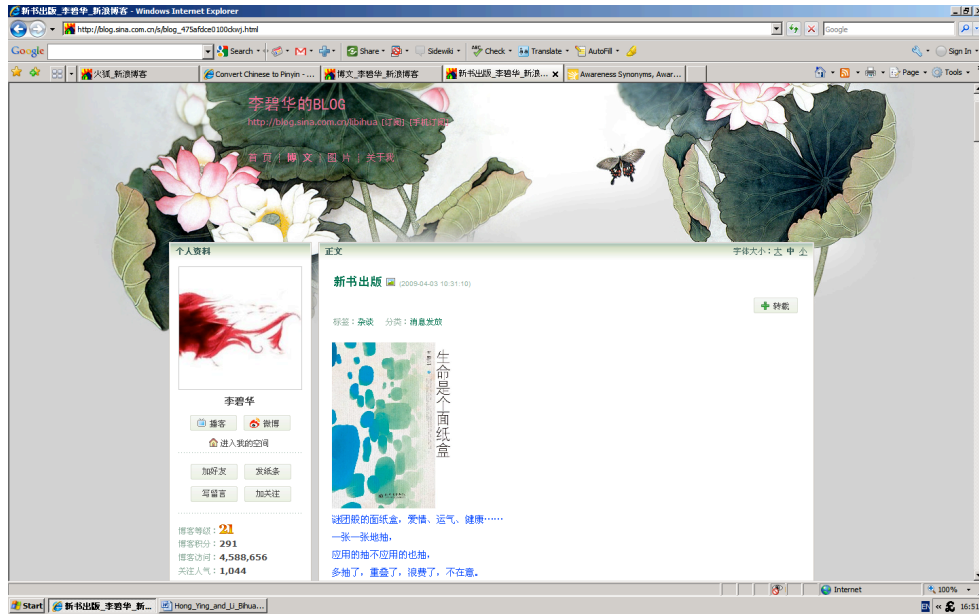 新书出版_李碧华_新浪博客 - Windows Internet Explorer
http://blog.sina.com.cn/s/blog_475afdce0100dwkj.html
Google
Google Search Share Sidewiki Check Translate AutoFill Sign In
火狐_新浪博客
Convert Chinese to Pinyin - ...
博文_李碧华_新浪博客
新书出版_李碧华_新浪...
Awareness Synonyms, Awar...
Page Tools
李碧华的BLOG
http://blog.sina.com.cn/libihua [订阅] [手机订阅]
首 页 | 博 文 | 图 片 | 关于我
个人资料
李碧华
播客 微博
进入我的空间
加好友 发纸条
写留言 加关注
博客等级：21
博客积分：291
博客访问：4,588,656
关注人气：1,044
正文 字体大小：大 中 小
新书出版 (2009-04-03 10:31:10)
转载
标签：杂谈 分类：消息发放
生命是个面纸盒
谜团般的面纸盒，爱情、运气、健康……
一张一张地抽，
应用的抽不应用的也抽，
多抽了，重叠了，浪费了，不在意。
Internet 100%
Start 新书出版_李碧华_新... Hong_Ying_and_Li_Bihua... EN 16:51